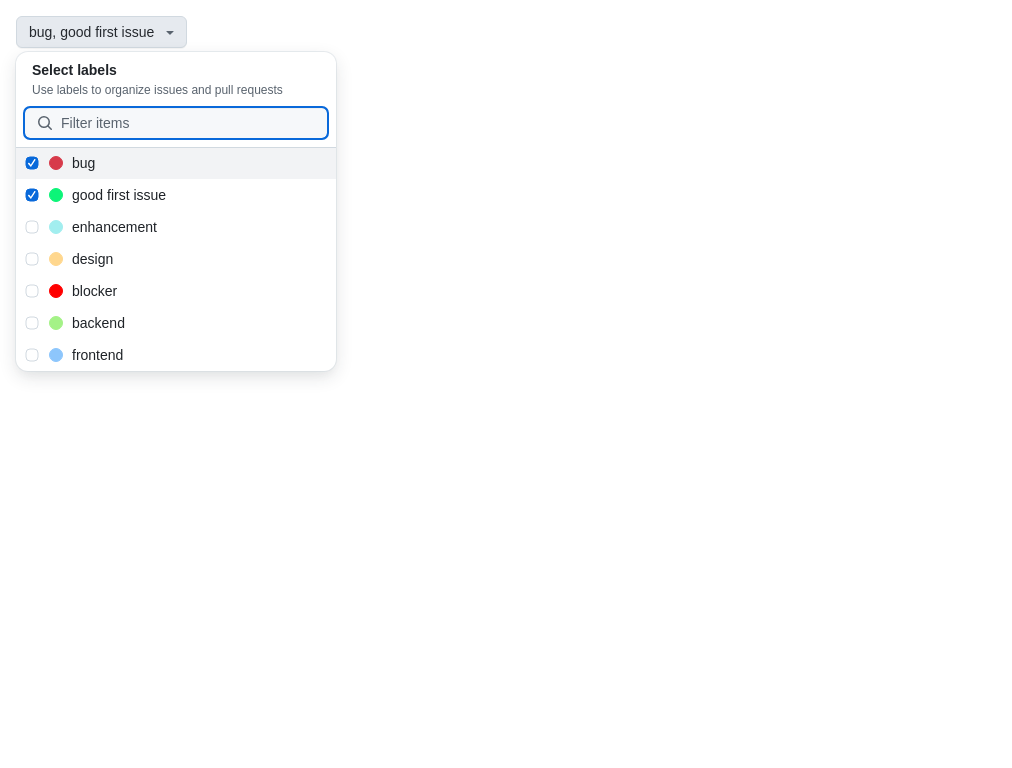 bug, good first issue
Select labels
Use labels to organize issues and pull requests
Filter items
bug
good first issue
enhancement
design
blocker
backend
frontend